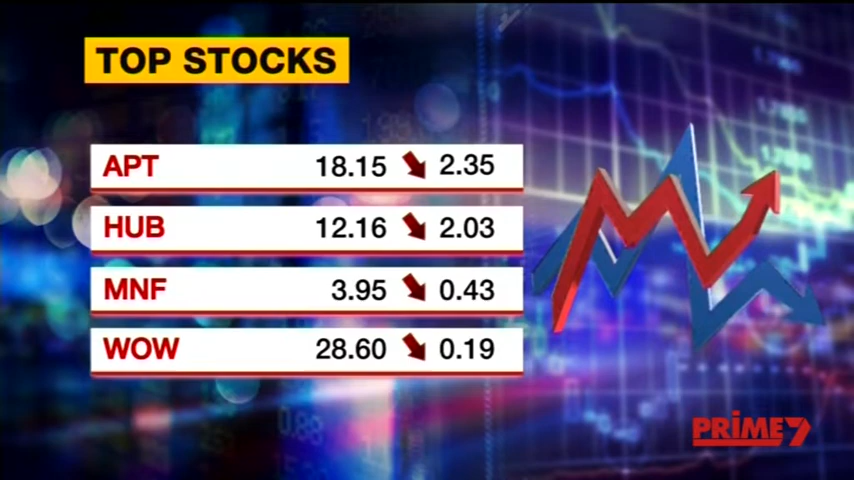 TOP STOCKS
APT 18.15 2.35
HUB 12.16 2.03
MNF 3.95 0.43
WOW 28.60 0.19
PRiME7